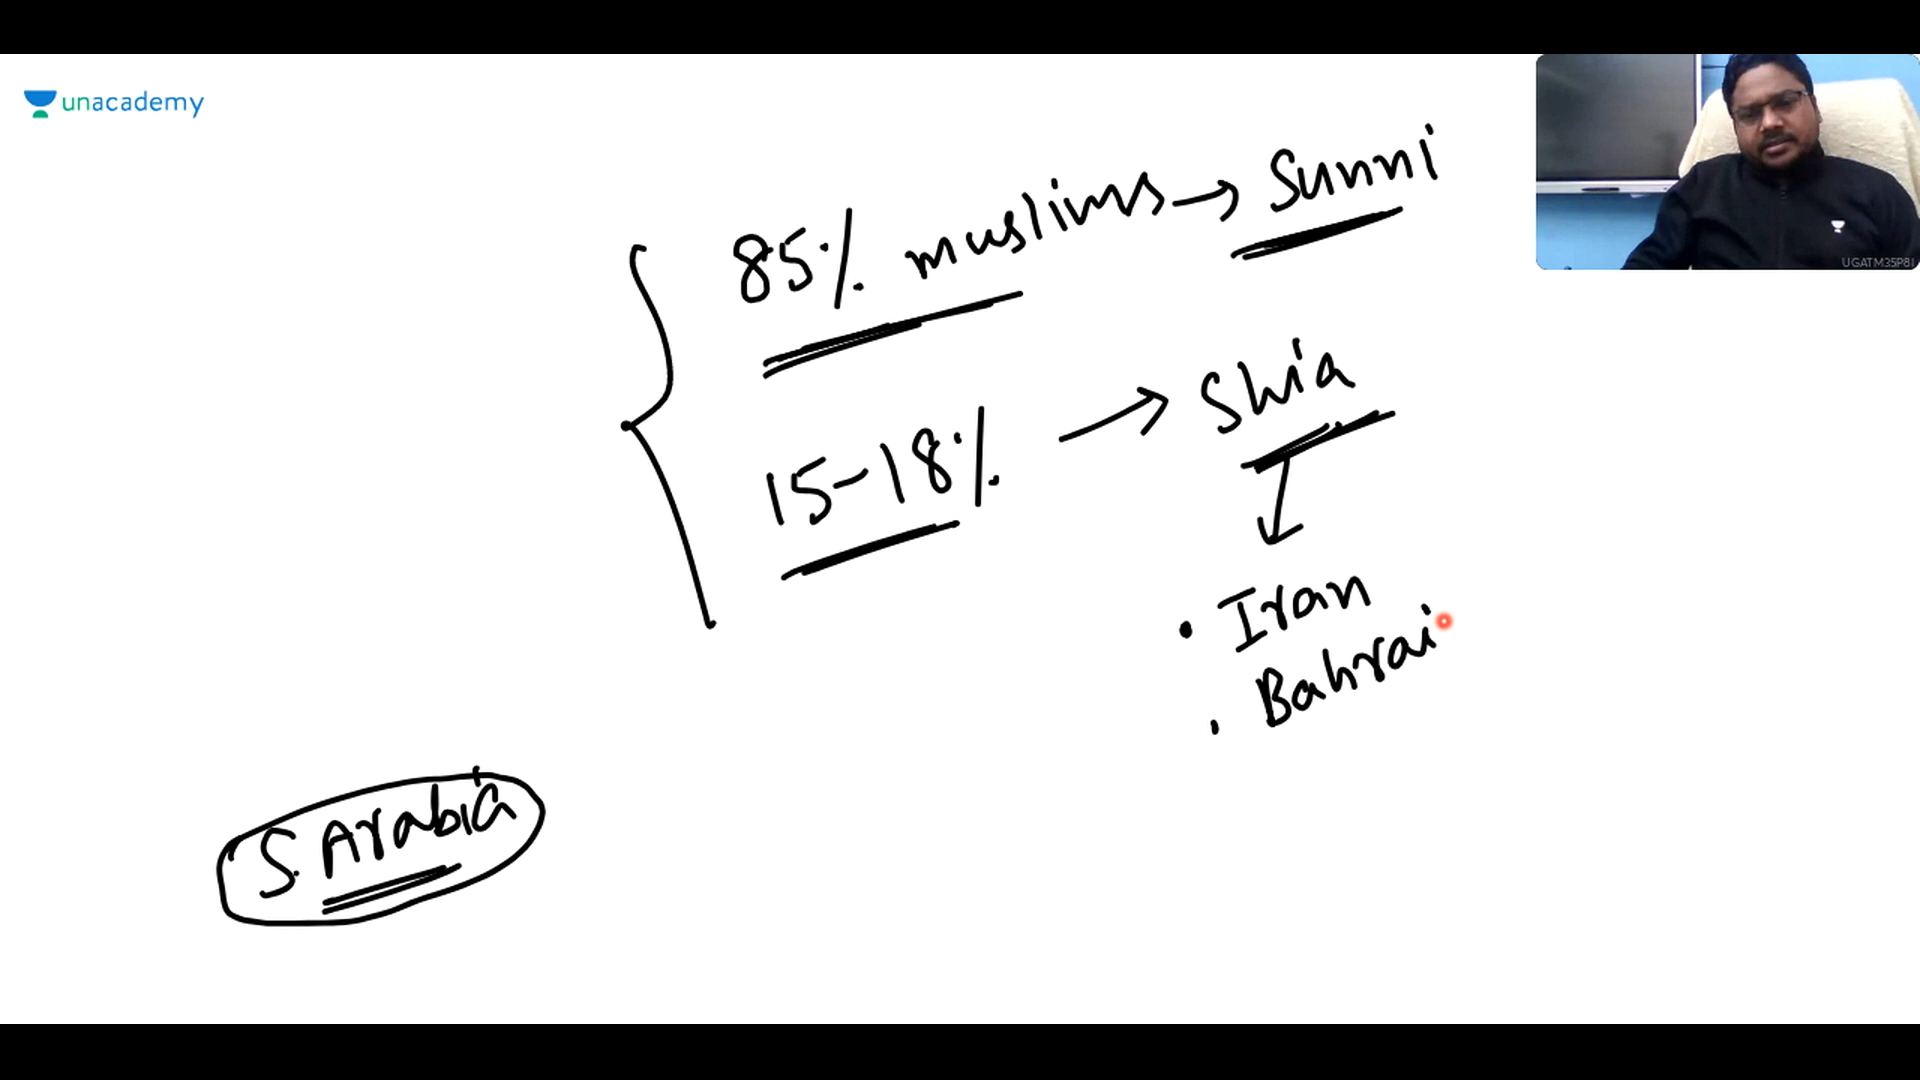 unacademy
85% muslims → Sunni
15-18% → Shia
• Iran
• Bahrai
S. Arabia
UGATM35P8I